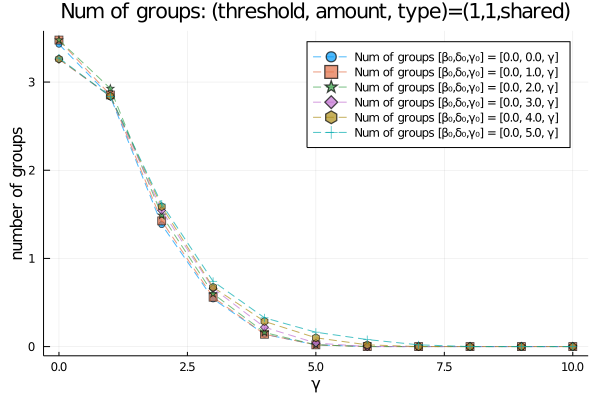 Num of groups: (threshold, amount, type)=(1,1,shared)
Num of groups [β₀,δ₀,γ₀] = [0.0, 0.0, γ]
Num of groups [β₀,δ₀,γ₀] = [0.0, 1.0, γ]
Num of groups [β₀,δ₀,γ₀] = [0.0, 2.0, γ]
Num of groups [β₀,δ₀,γ₀] = [0.0, 3.0, γ]
Num of groups [β₀,δ₀,γ₀] = [0.0, 4.0, γ]
Num of groups [β₀,δ₀,γ₀] = [0.0, 5.0, γ]
number of groups
3
2
1
0
0.0 2.5 5.0 7.5 10.0
γ